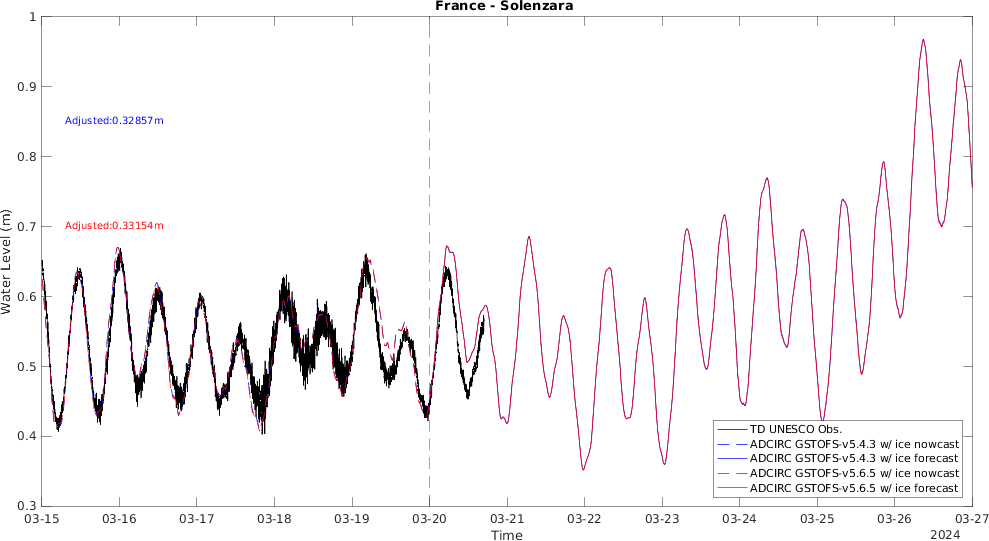 France - Solenzara
1
0.9
0.8
0.7
0.6
0.5
0.4
0.3
Water Level (m)
Adjusted:0.32857m
Adjusted:0.33154m
TD UNESCO Obs.
ADCIRC GSTOFS-v5.4.3 w/ ice nowcast
ADCIRC GSTOFS-v5.4.3 w/ ice forecast
ADCIRC GSTOFS-v5.6.5 w/ ice nowcast
ADCIRC GSTOFS-v5.6.5 w/ ice forecast
03-15 03-16 03-17 03-18 03-19 03-20 03-21 03-22 03-23 03-24 03-25 03-26 03-27
Time
2024